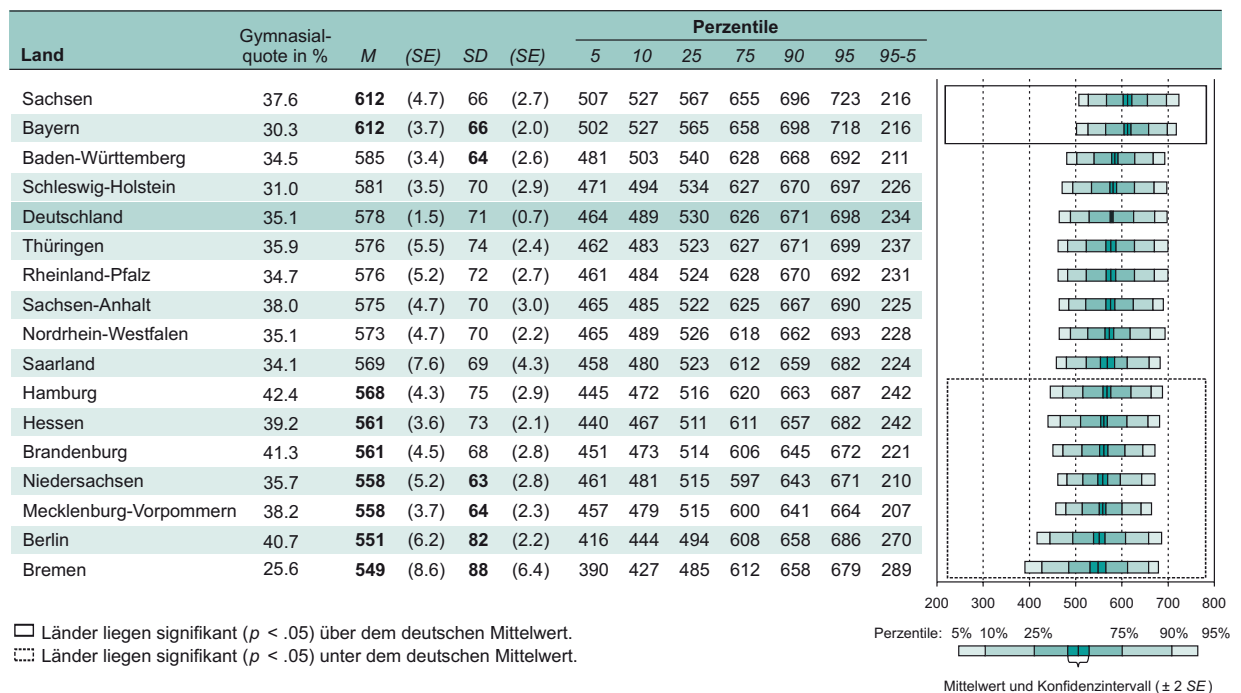 Perzentile
Land Gymnasial-quote in % M (SE) SD (SE) 5 10 25 75 90 95 95-5
Sachsen 37.6 612 (4.7) 66 (2.7) 507 527 567 655 696 723 216
Bayern 30.3 612 (3.7) 66 (2.0) 502 527 565 658 698 718 216
Baden-Württemberg 34.5 585 (3.4) 64 (2.6) 481 503 540 628 668 692 211
Schleswig-Holstein 31.0 581 (3.5) 70 (2.9) 471 494 534 627 670 697 226
Deutschland 35.1 578 (1.5) 71 (0.7) 464 489 530 626 671 698 234
Thüringen 35.9 576 (5.5) 74 (2.4) 462 483 523 627 671 699 237
Rheinland-Pfalz 34.7 576 (5.2) 72 (2.7) 461 484 524 628 670 692 231
Sachsen-Anhalt 38.0 575 (4.7) 70 (3.0) 465 485 522 625 667 690 225
Nordrhein-Westfalen 35.1 573 (4.7) 70 (2.2) 465 489 526 618 662 693 228
Saarland 34.1 569 (7.6) 69 (4.3) 458 480 523 612 659 682 224
Hamburg 42.4 568 (4.3) 75 (2.9) 445 472 516 620 663 687 242
Hessen 39.2 561 (3.6) 73 (2.1) 440 467 511 611 657 682 242
Brandenburg 41.3 561 (4.5) 68 (2.8) 451 473 514 606 645 672 221
Niedersachsen 35.7 558 (5.2) 63 (2.8) 461 481 515 597 643 671 210
Mecklenburg-Vorpommern 38.2 558 (3.7) 64 (2.3) 457 479 515 600 641 664 207
Berlin 40.7 551 (6.2) 82 (2.2) 416 444 494 608 658 686 270
Bremen 25.6 549 (8.6) 88 (6.4) 390 427 485 612 658 679 289
200 300 400 500 600 700 800
Länder liegen signifikant (p < .05) über dem deutschen Mittelwert.
Länder liegen signifikant (p < .05) unter dem deutschen Mittelwert.
Perzentile: 5% 10% 25% 75% 90% 95%
Mittelwert und Konfidenzintervall (± 2 SE)